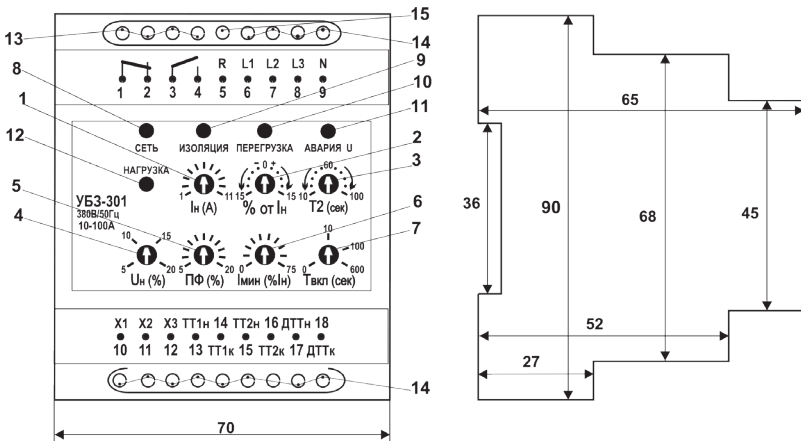 13
15
14
8
9
10
11
1
12
2
3
5
4
6
7
14
R L1 L2 L3 N
1 2 3 4 5 6 7 8 9
СЕТЬ ИЗОЛЯЦИЯ ПЕРЕГРУЗКА АВАРИЯ U
НАГРУЗКА
- 0 +
60
1 11 15 15 10 100
Iн (А) % от Iн Т2 (сек)
УБЗ-301
380В/50Гц
10-100А
10 15
10
100
5 20 5 20 0 75 0 600
Uн (%) ПФ (%) Iмин (%Iн) Твкл (сек)
X1 X2 X3 ТТ1н 14 ТТ2н 16 ДТТн 18
10 11 12 13 ТТ1к 15 ТТ2к 17 ДТТк
70
65
36
90
68
45
52
27